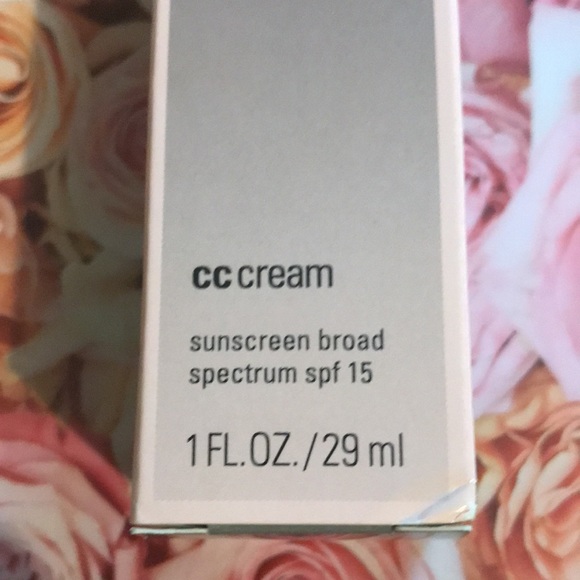 cc cream
sunscreen broad
spectrum spf 15
1 FL.OZ./29 ml